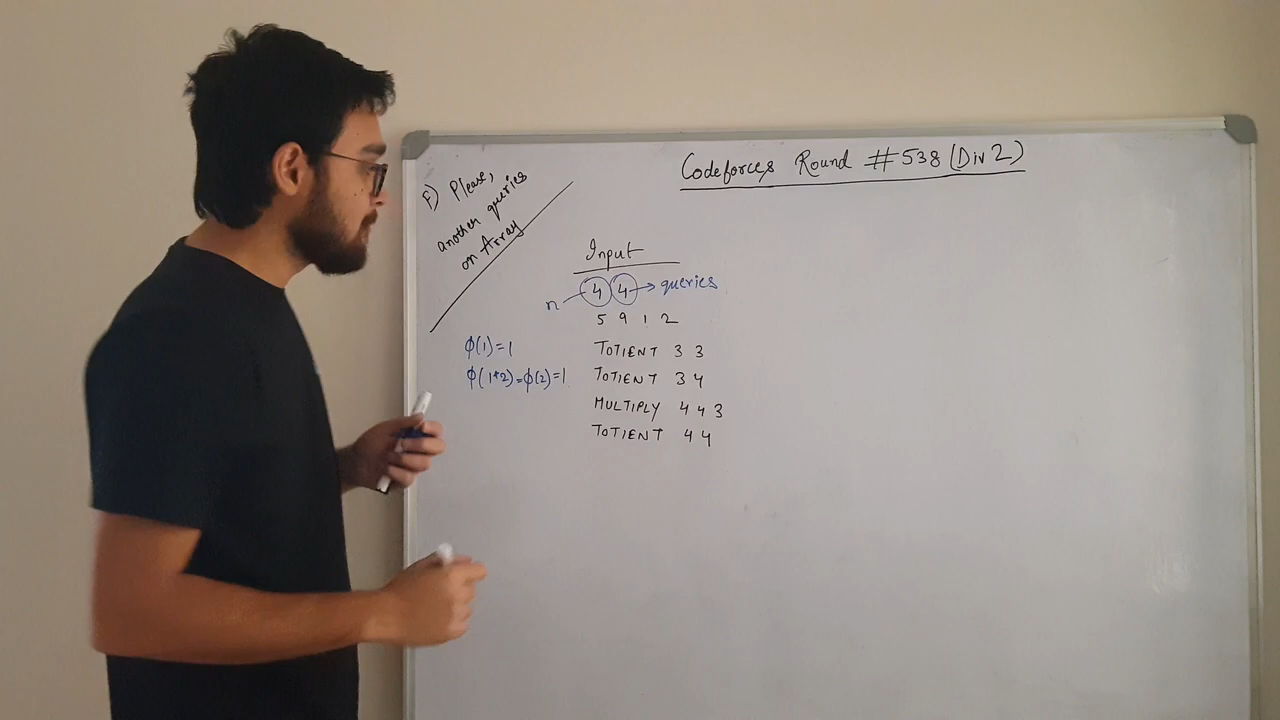 Codeforces Round #538 (Div 2)
F) Please,
another queries
on Array
Input
n 4 4 → queries
5 9 1 2
TOTIENT 3 3
TOTIENT 3 4
MULTIPLY 4 4 3
TOTIENT 4 4
ϕ(1)=1
ϕ(1*2)=ϕ(2)=1